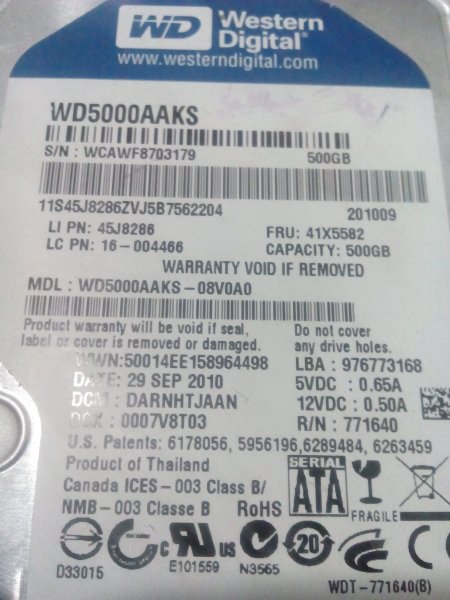 WD Western Digital®
www.westerndigital.com
WD5000AAKS
S/N : WCAWF8703179 500GB
11S45J8286ZVJ5B7562204 201009
LI PN: 45J8286 FRU: 41X5582
LC PN: 16-004466 CAPACITY: 500GB
WARRANTY VOID IF REMOVED
MDL : WD5000AAKS-08V0A0
Product warranty will be void if seal, Do not cover
label or cover is removed or damaged. any drive holes.
WWN:50014EE158964498 LBA : 976773168
DATE: 29 SEP 2010 5VDC : 0.65A
DCM: DARNHTJAAN 12VDC : 0.50A
DCX : 0007V8T03 R/N : 771640
U.S. Patents: 6178056, 5956196,6289484, 6263459
Product of Thailand SERIAL
Canada ICES-003 Class B/ ATA
NMB-003 Classe B RoHS FRAGILE
c RU US 20 CE
D33015 E101559 N3565 WDT-771640(B)